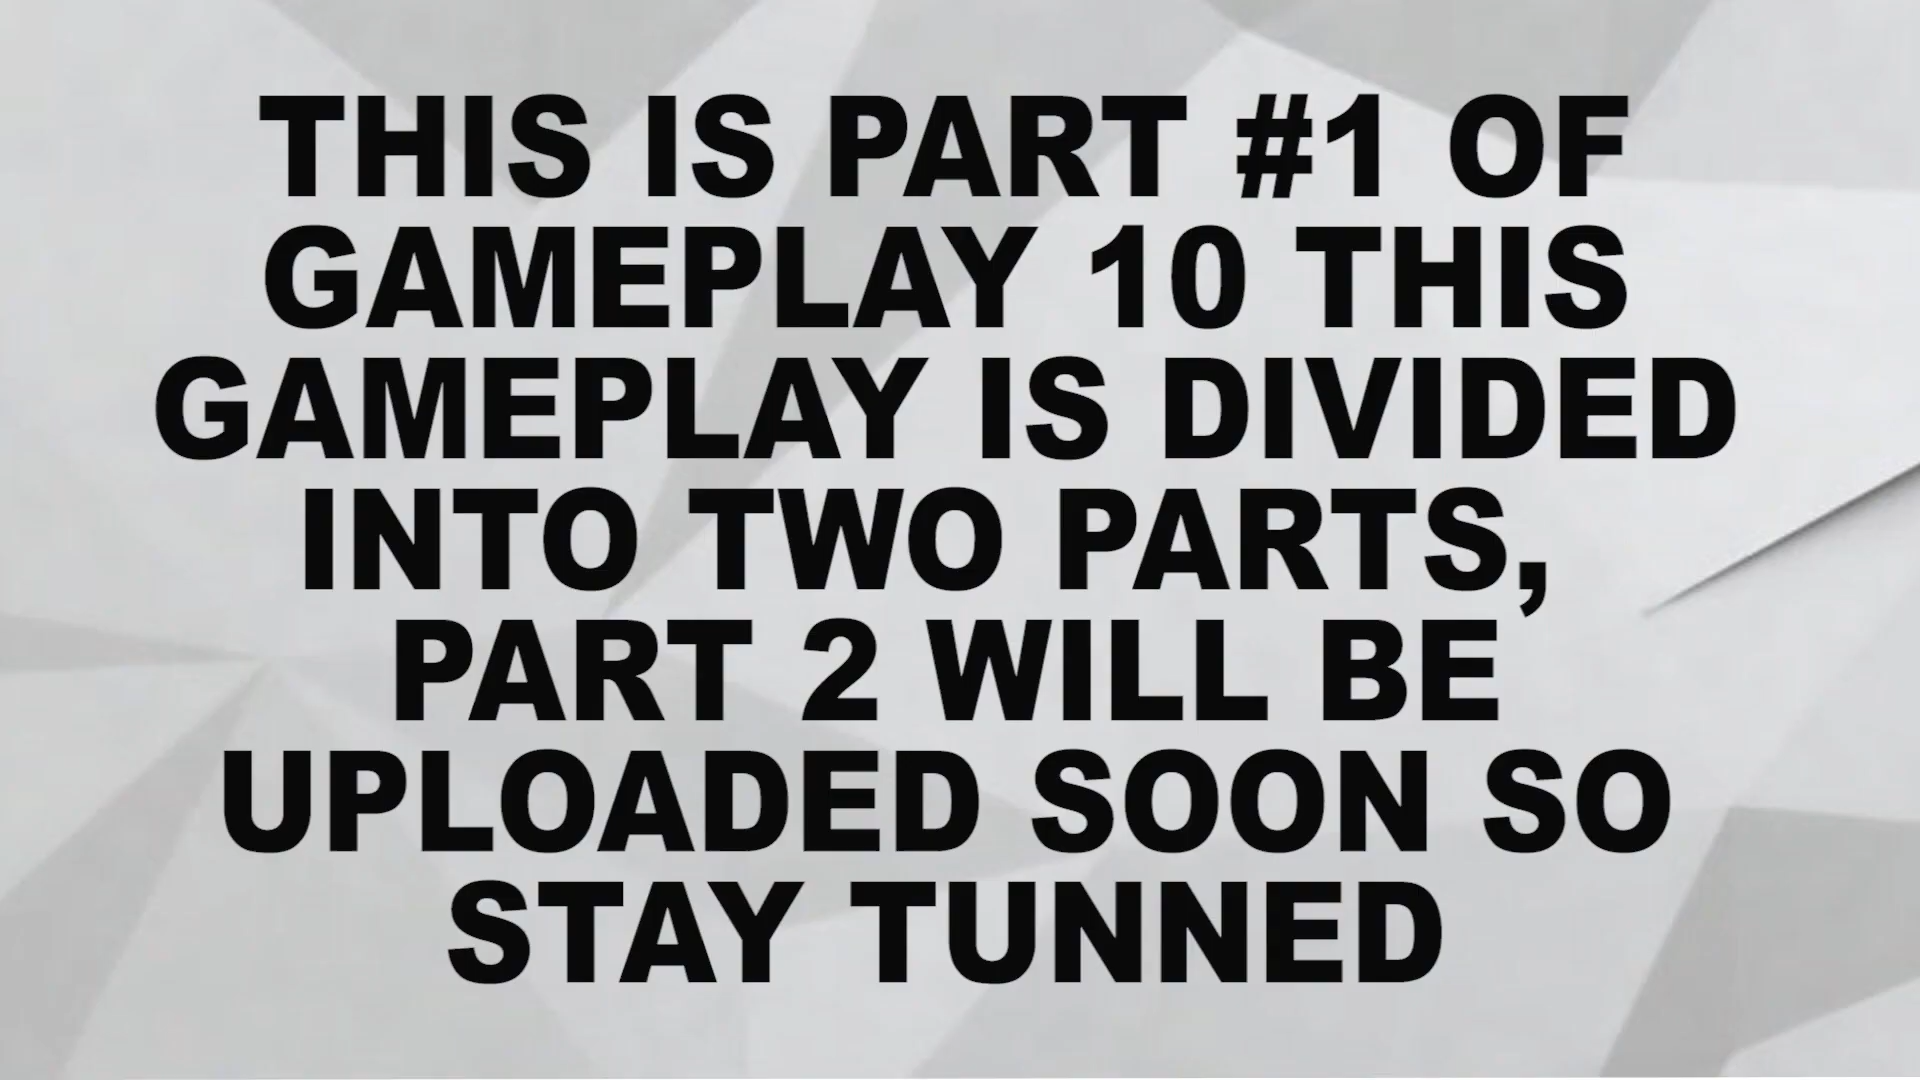 THIS IS PART #1 OF
GAMEPLAY 10 THIS
GAMEPLAY IS DIVIDED
INTO TWO PARTS,
PART 2 WILL BE
UPLOADED SOON SO
STAY TUNNED